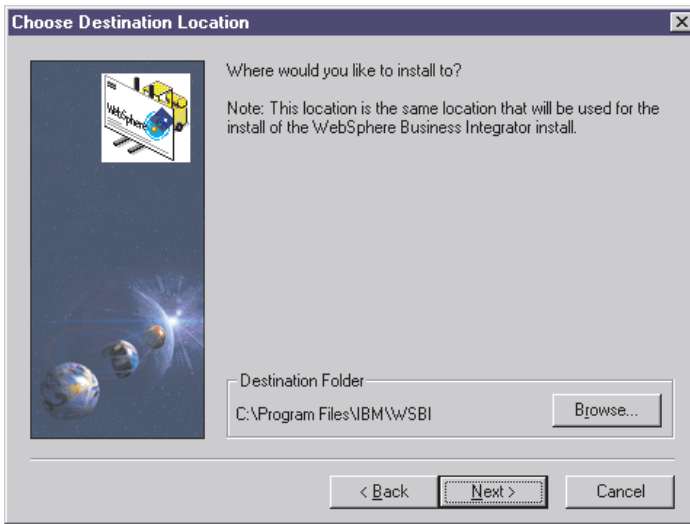 Choose Destination Location
WebSphere
Where would you like to install to?
Note: This location is the same location that will be used for the
install of the WebSphere Business Integrator install.
Destination Folder
C:\Program Files\IBM\WSBI
Browse...
< Back
Next >
Cancel